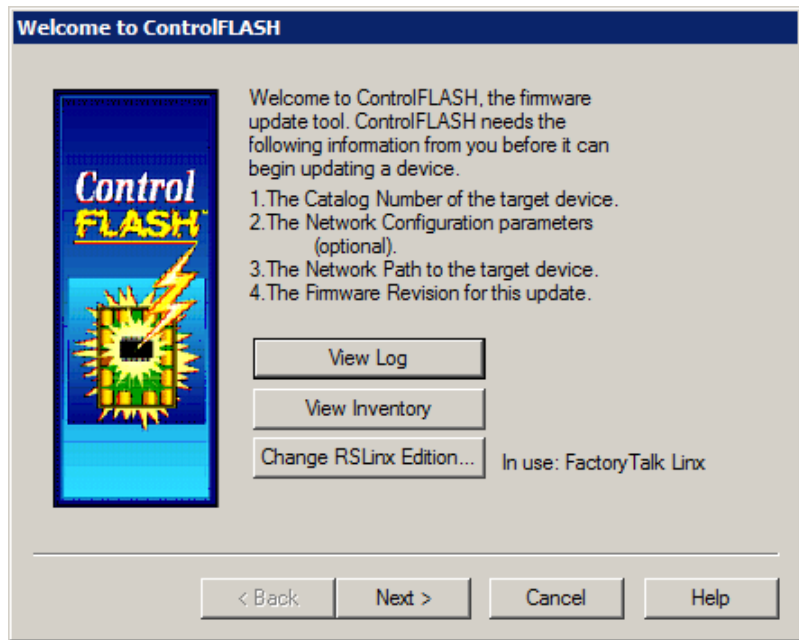 Welcome to ControlFLASH
Control
FLASH
Welcome to ControlFLASH, the firmware
update tool. ControlFLASH needs the
following information from you before it can
begin updating a device.
1.The Catalog Number of the target device.
2.The Network Configuration parameters
(optional).
3.The Network Path to the target device.
4.The Firmware Revision for this update.
View Log
View Inventory
Change RSLinx Edition...
In use: FactoryTalk Linx
< Back
Next >
Cancel
Help